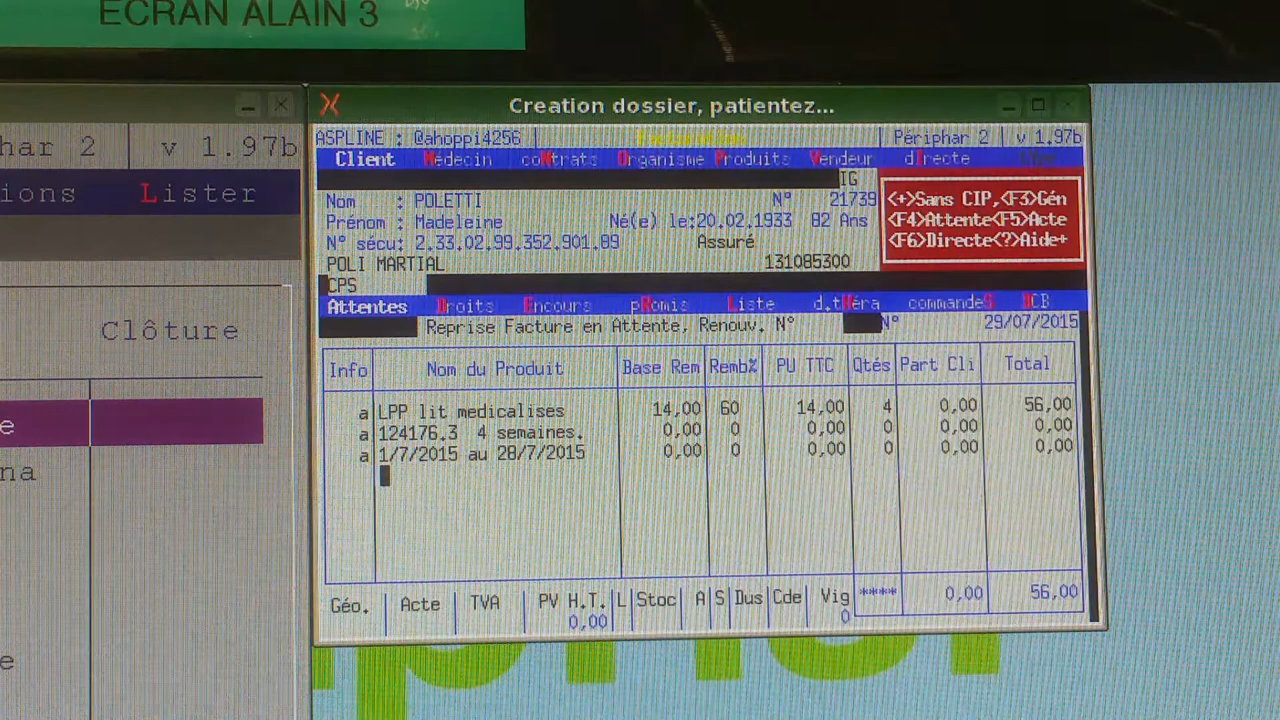 ECRAN ALAIN 3
har 2 v 1.97b
ions Lister
Clôture
e
na
e
Creation dossier, patientez...
ASPLINE : @ahoppi4256 Périphar 2 v 1.97b
Client Médecin coNtrats Organisme Produits Vendeur dIrecte
IG
Nom : POLETTI N° 21739
Prénom : Madeleine Né(e) le:20.02.1933 82 Ans
N° sécu: 2.33.02.99.352.901.89 Assuré
POLI MARTIAL 131085300
CPS
<+>Sans CIP,<F3>Gén
<F4>Attente<F5>Acte
<F6>Directe<?>Aide+
Attentes Droits Encours pRomis Liste d.tHéra commandeS DCB
Reprise Facture en Attente, Renouv. N° N° 29/07/2015
Info Nom du Produit Base Rem Remb% PU TTC Qtés Part Cli Total
a LPP lit medicalises 14,00 60 14,00 4 0,00 56,00
a 124176.3 4 semaines. 0,00 0 0,00 0 0,00 0,00
a 1/7/2015 au 28/7/2015 0,00 0 0,00 0 0,00 0,00
Géo. Acte TVA PV H.T. L Stoc A S Dus Cde Vig **** 0,00 56,00
0,00 0